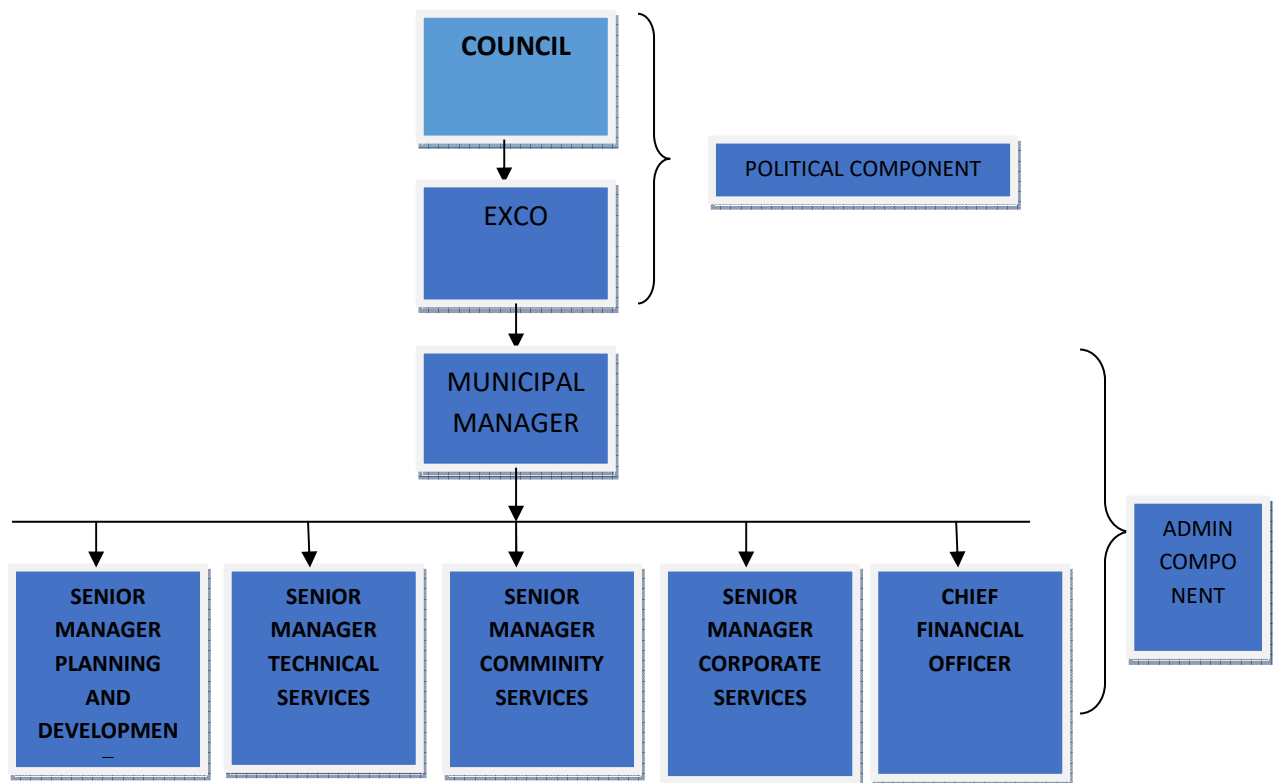 COUNCIL
POLITICAL COMPONENT
EXCO
MUNICIPAL
MANAGER
ADMIN
COMPO
NENT
SENIOR
MANAGER
PLANNING
AND
DEVELOPMEN
SENIOR
MANAGER
TECHNICAL
SERVICES
SENIOR
MANAGER
COMMINITY
SERVICES
SENIOR
MANAGER
CORPORATE
SERVICES
CHIEF
FINANCIAL
OFFICER